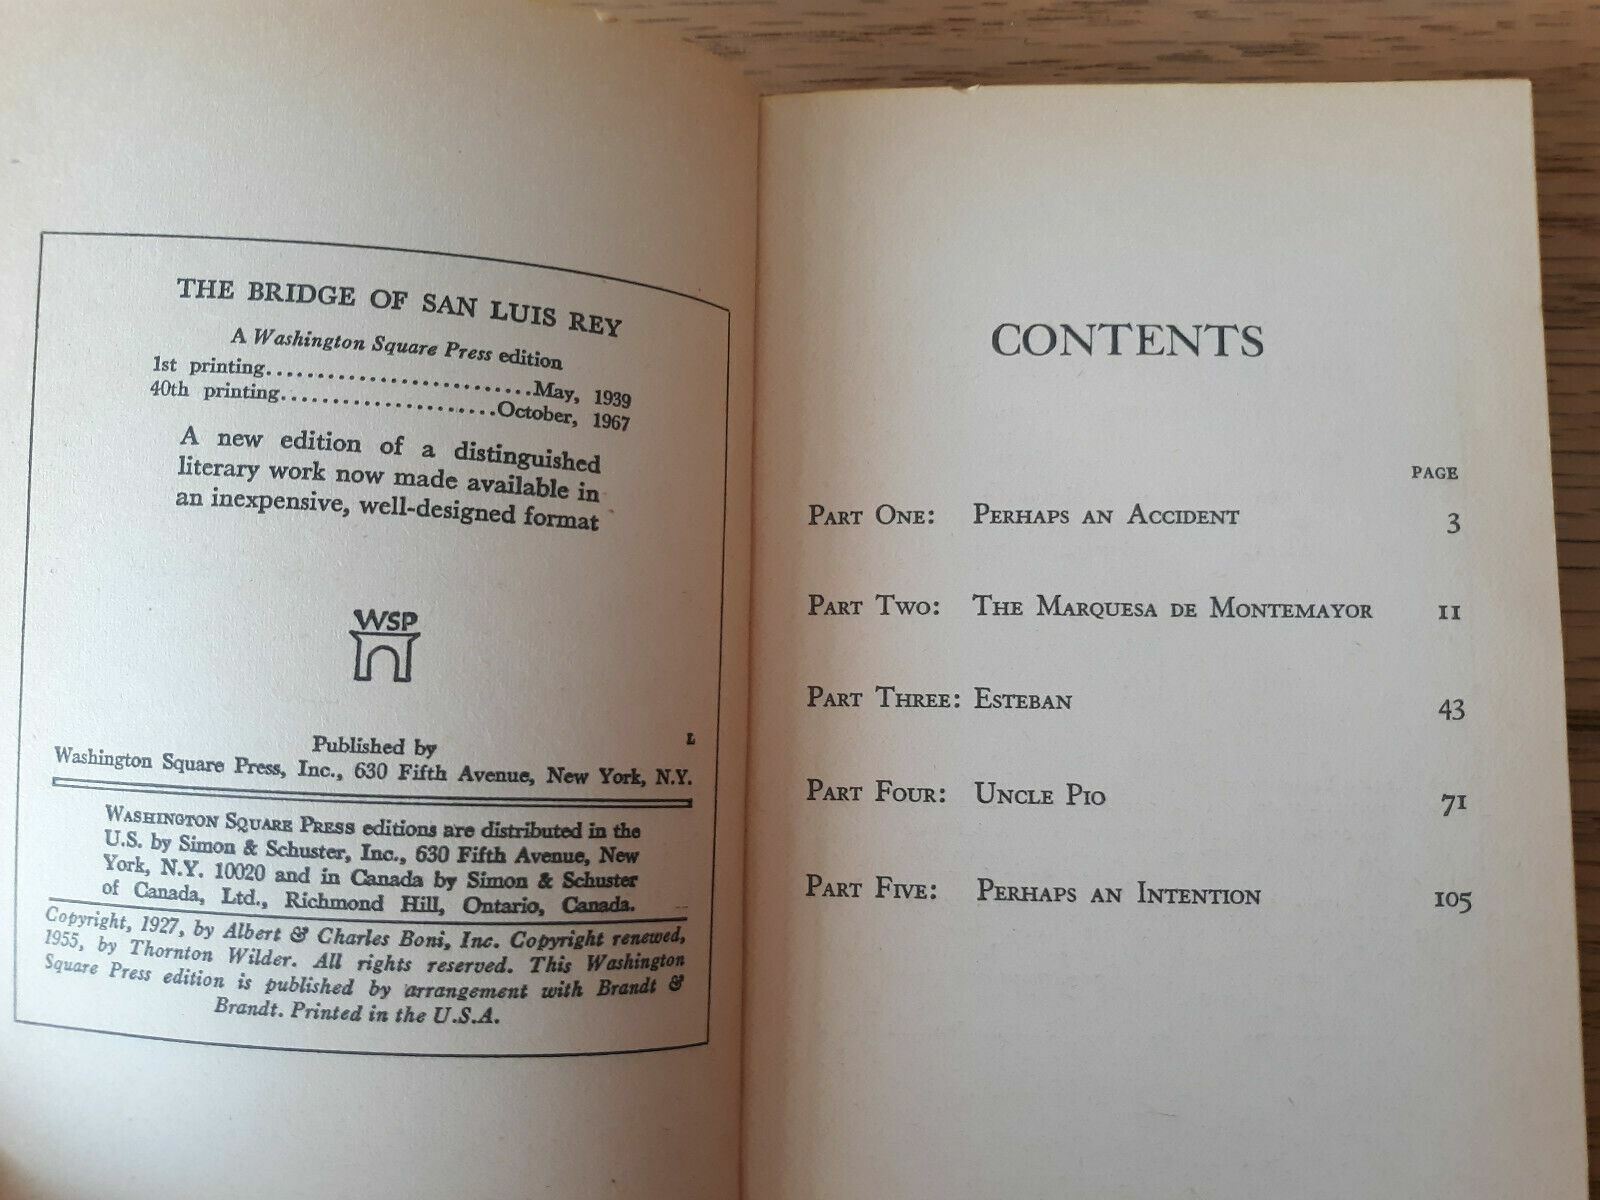 THE BRIDGE OF SAN LUIS REY
A Washington Square Press edition
1st printing..........................May, 1939
40th printing.....................October, 1967
A new edition of a distinguished
literary work now made available in
an inexpensive, well-designed format
WSP
Published by
L
Washington Square Press, Inc., 630 Fifth Avenue, New York, N.Y.
WASHINGTON SQUARE PRESS editions are distributed in the
U.S. by Simon & Schuster, Inc., 630 Fifth Avenue, New
York, N.Y. 10020 and in Canada by Simon & Schuster
of Canada, Ltd., Richmond Hill, Ontario, Canada.
Copyright, 1927, by Albert & Charles Boni, Inc. Copyright renewed,
1955, by Thornton Wilder. All rights reserved. This Washington
Square Press edition is published by arrangement with Brandt &
Brandt. Printed in the U.S.A.
CONTENTS
PAGE
PART ONE: PERHAPS AN ACCIDENT 3
PART TWO: THE MARQUESA DE MONTEMAYOR 11
PART THREE: ESTEBAN 43
PART FOUR: UNCLE PIO 71
PART FIVE: PERHAPS AN INTENTION 105